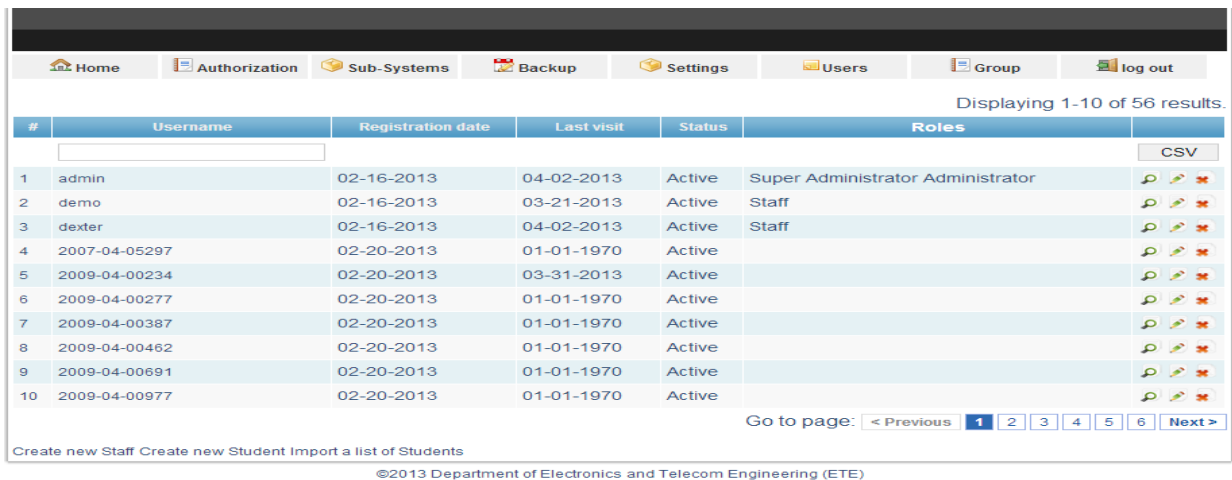 Home Authorization Sub-Systems Backup Settings Users Group log out
Displaying 1-10 of 56 results.
# Username Registration date Last visit Status Roles
CSV
1 admin 02-16-2013 04-02-2013 Active Super Administrator Administrator
2 demo 02-16-2013 03-21-2013 Active Staff
3 dexter 02-16-2013 04-02-2013 Active Staff
4 2007-04-05297 02-20-2013 01-01-1970 Active
5 2009-04-00234 02-20-2013 03-31-2013 Active
6 2009-04-00277 02-20-2013 01-01-1970 Active
7 2009-04-00387 02-20-2013 01-01-1970 Active
8 2009-04-00462 02-20-2013 01-01-1970 Active
9 2009-04-00691 02-20-2013 01-01-1970 Active
10 2009-04-00977 02-20-2013 01-01-1970 Active
Go to page: < Previous 1 2 3 4 5 6 Next >
Create new Staff Create new Student Import a list of Students
©2013 Department of Electronics and Telecom Engineering (ETE)